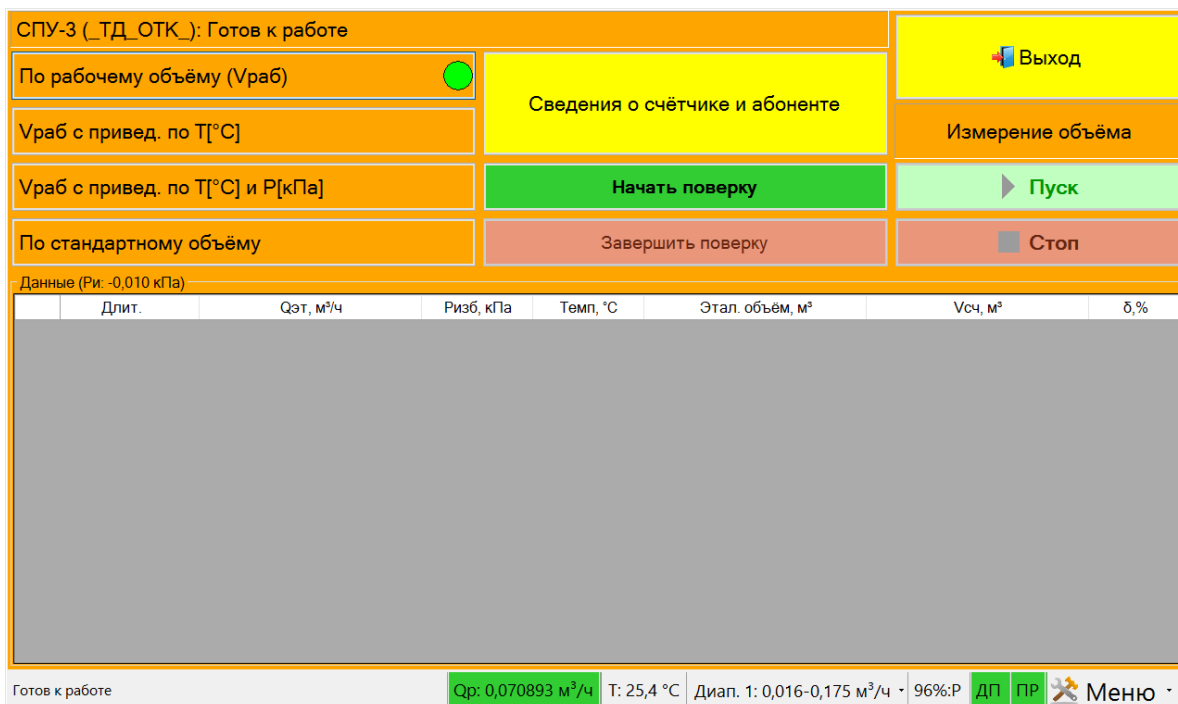 СПУ-3 (_ТД_ОТК_): Готов к работе
Выход
По рабочему объёму (Vраб)
Сведения о счётчике и абоненте
Vраб с привед. по T[°C]
Измерение объёма
Vраб с привед. по T[°C] и P[кПа]
Начать поверку
Пуск
По стандартному объёму
Завершить поверку
Стоп
Данные (Pи: -0,010 кПа)
Длит. Qэт, м³/ч Pизб, кПа Темп, °C Этал. объём, м³ Vсч, м³ δ,%
Готов к работе Qp: 0,070893 м³/ч T: 25,4 °C Диап. 1: 0,016-0,175 м³/ч 96%:P ДП ПР Меню